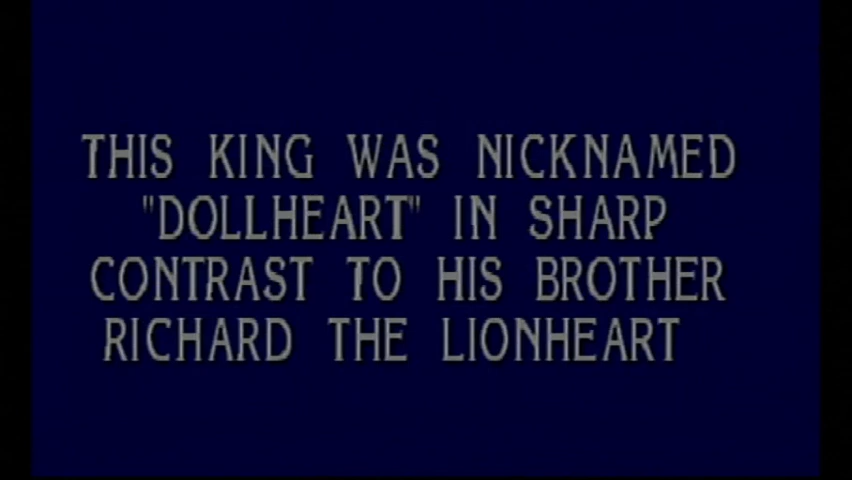 THIS KING WAS NICKNAMED
"DOLLHEART" IN SHARP
CONTRAST TO HIS BROTHER
RICHARD THE LIONHEART